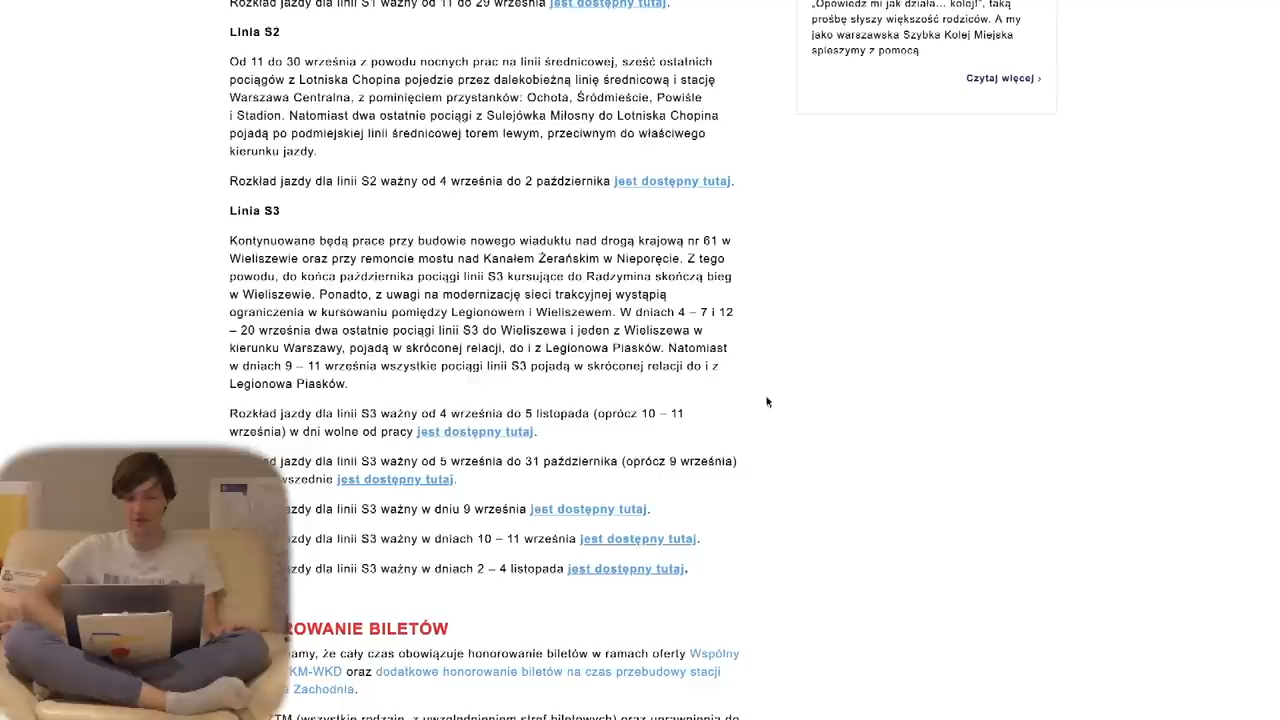 Rozkład jazdy dla linii S1 ważny od 11 do 29 września jest dostępny tutaj.
Linia S2
Od 11 do 30 września z powodu nocnych prac na linii średnicowej, sześć ostatnich
pociągów z Lotniska Chopina pojedzie przez dalekobieżną linię średnicową i stację
Warszawa Centralna, z pominięciem przystanków: Ochota, Śródmieście, Powiśle
i Stadion. Natomiast dwa ostatnie pociągi z Sulejówka Miłosny do Lotniska Chopina
pojadą po podmiejskiej linii średnicowej torem lewym, przeciwnym do właściwego
kierunku jazdy.
Rozkład jazdy dla linii S2 ważny od 4 września do 2 października jest dostępny tutaj.
Linia S3
Kontynuowane będą prace przy budowie nowego wiaduktu nad drogą krajową nr 61 w
Wieliszewie oraz przy remoncie mostu nad Kanałem Żerańskim w Nieporęcie. Z tego
powodu, do końca października pociągi linii S3 kursujące do Radzymina skończą bieg
w Wieliszewie. Ponadto, z uwagi na modernizację sieci trakcyjnej wystąpią
ograniczenia w kursowaniu pomiędzy Legionowem i Wieliszewem. W dniach 4 – 7 i 12
– 20 września dwa ostatnie pociągi linii S3 do Wieliszewa i jeden z Wieliszewa w
kierunku Warszawy, pojadą w skróconej relacji, do i z Legionowa Piasków. Natomiast
w dniach 9 – 11 września wszystkie pociągi linii S3 pojadą w skróconej relacji do i z
Legionowa Piasków.
Rozkład jazdy dla linii S3 ważny od 4 września do 5 listopada (oprócz 10 – 11
września) w dni wolne od pracy jest dostępny tutaj.
ad jazdy dla linii S3 ważny od 5 września do 31 października (oprócz 9 września)
wszednie jest dostępny tutaj.
azdy dla linii S3 ważny w dniu 9 września jest dostępny tutaj.
azdy dla linii S3 ważny w dniach 10 – 11 września jest dostępny tutaj.
azdy dla linii S3 ważny w dniach 2 – 4 listopada jest dostępny tutaj.
ROWANIE BILETÓW
amy, że cały czas obowiązuje honorowanie biletów w ramach oferty Wspólny
KM-WKD oraz dodatkowe honorowanie biletów na czas przebudowy stacji
a Zachodnia.
TM (wszystkie rodzaje, z uwzględnieniem stref biletowych) oraz uprawnienia do
„Opowiedz mi jak działa... kolej!", taką
prośbę słyszy większość rodziców. A my
jako warszawska Szybka Kolej Miejska
spieszymy z pomocą
Czytaj więcej ›